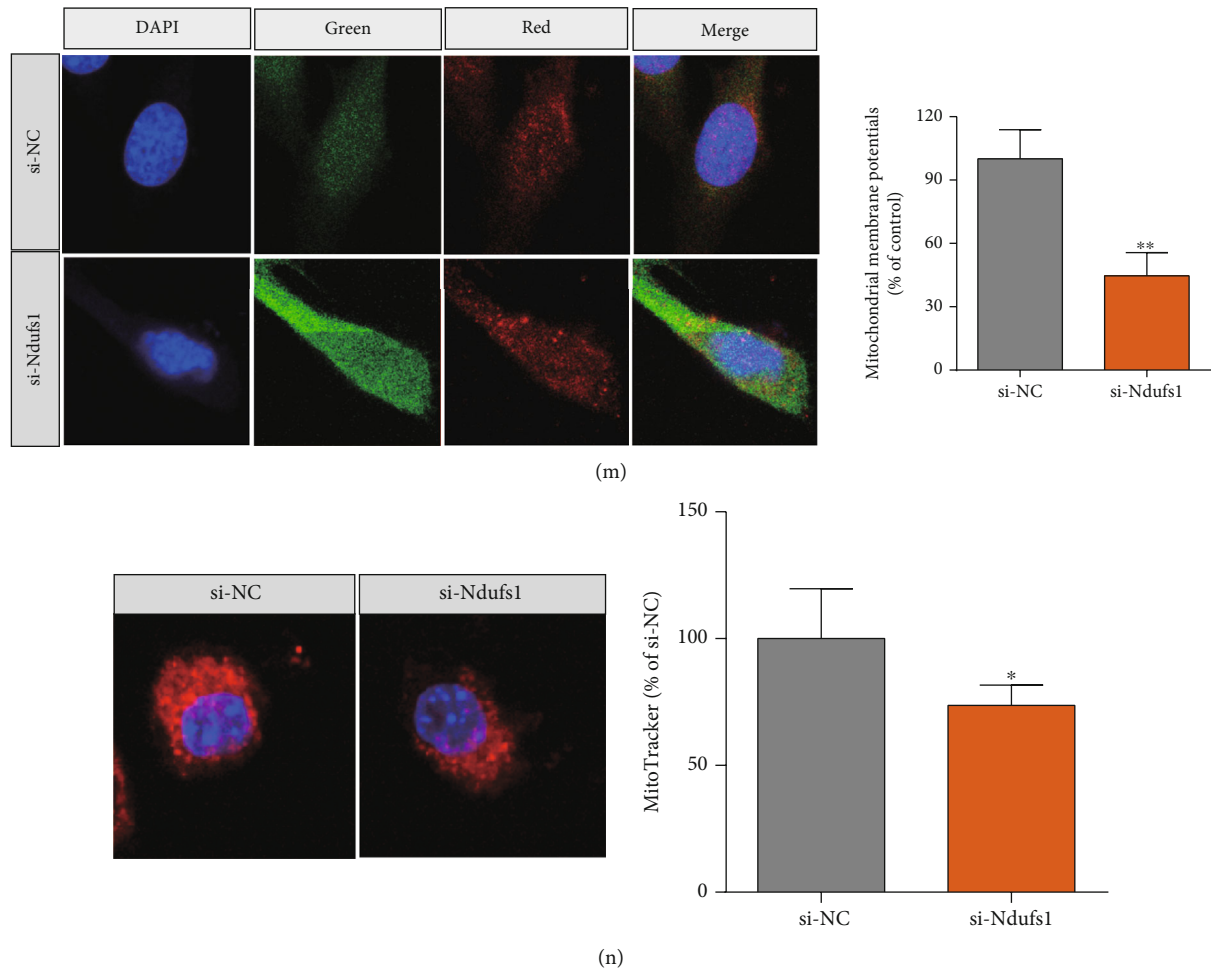 DAPI Green Red Merge
si-NC
si-Ndufs1
Mitochondrial membrane potentials
(% of control)
120
90
60
30
0
**
si-NC si-Ndufs1
(m)
si-NC si-Ndufs1
MitoTracker (% of si-NC)
150
100
50
0
*
si-NC si-Ndufs1
(n)